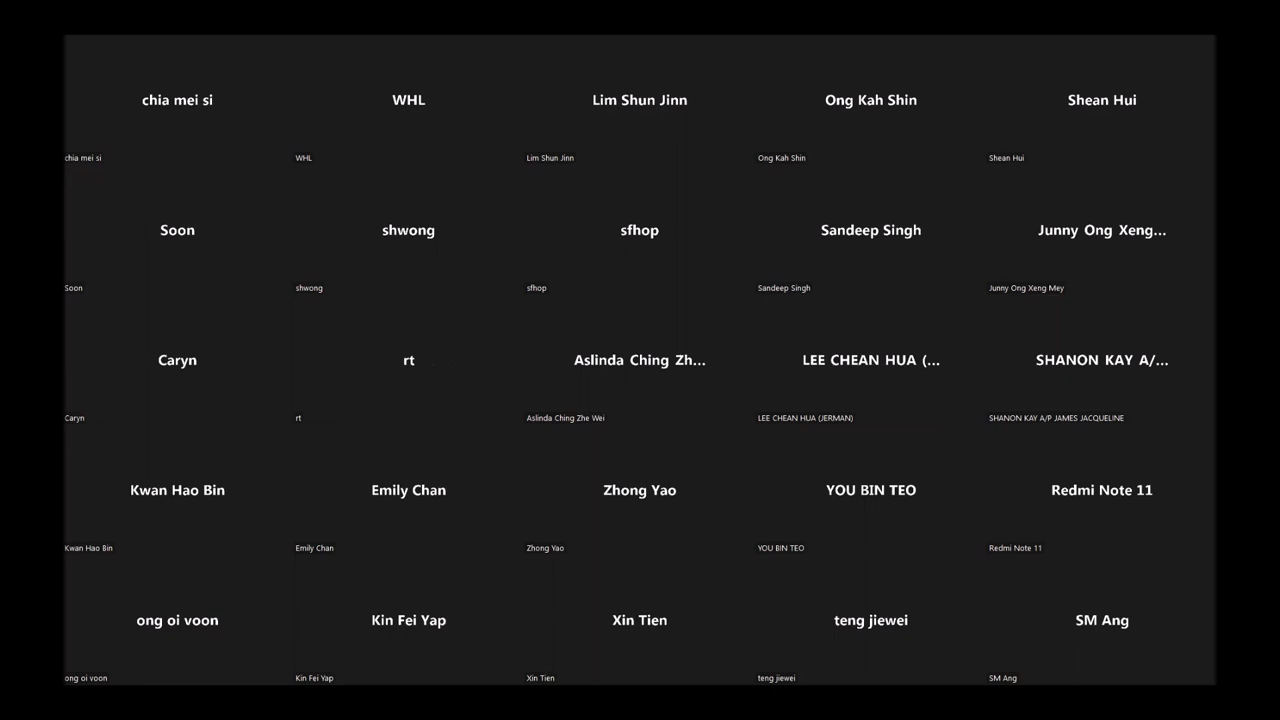 chia mei si
WHL
Lim Shun Jinn
Ong Kah Shin
Shean Hui
chia mei si
WHL
Lim Shun Jinn
Ong Kah Shin
Shean Hui
Soon
shwong
sfhop
Sandeep Singh
Junny Ong Xeng...
Soon
shwong
sfhop
Sandeep Singh
Junny Ong Xeng Mey
Caryn
rt
Aslinda Ching Zh...
LEE CHEAN HUA (...
SHANON KAY A/...
Caryn
rt
Aslinda Ching Zhe Wei
LEE CHEAN HUA (JERMAN)
SHANON KAY A/P JAMES JACQUELINE
Kwan Hao Bin
Emily Chan
Zhong Yao
YOU BIN TEO
Redmi Note 11
Kwan Hao Bin
Emily Chan
Zhong Yao
YOU BIN TEO
Redmi Note 11
ong oi voon
Kin Fei Yap
Xin Tien
teng jiewei
SM Ang
ong oi voon
Kin Fei Yap
Xin Tien
teng jiewei
SM Ang